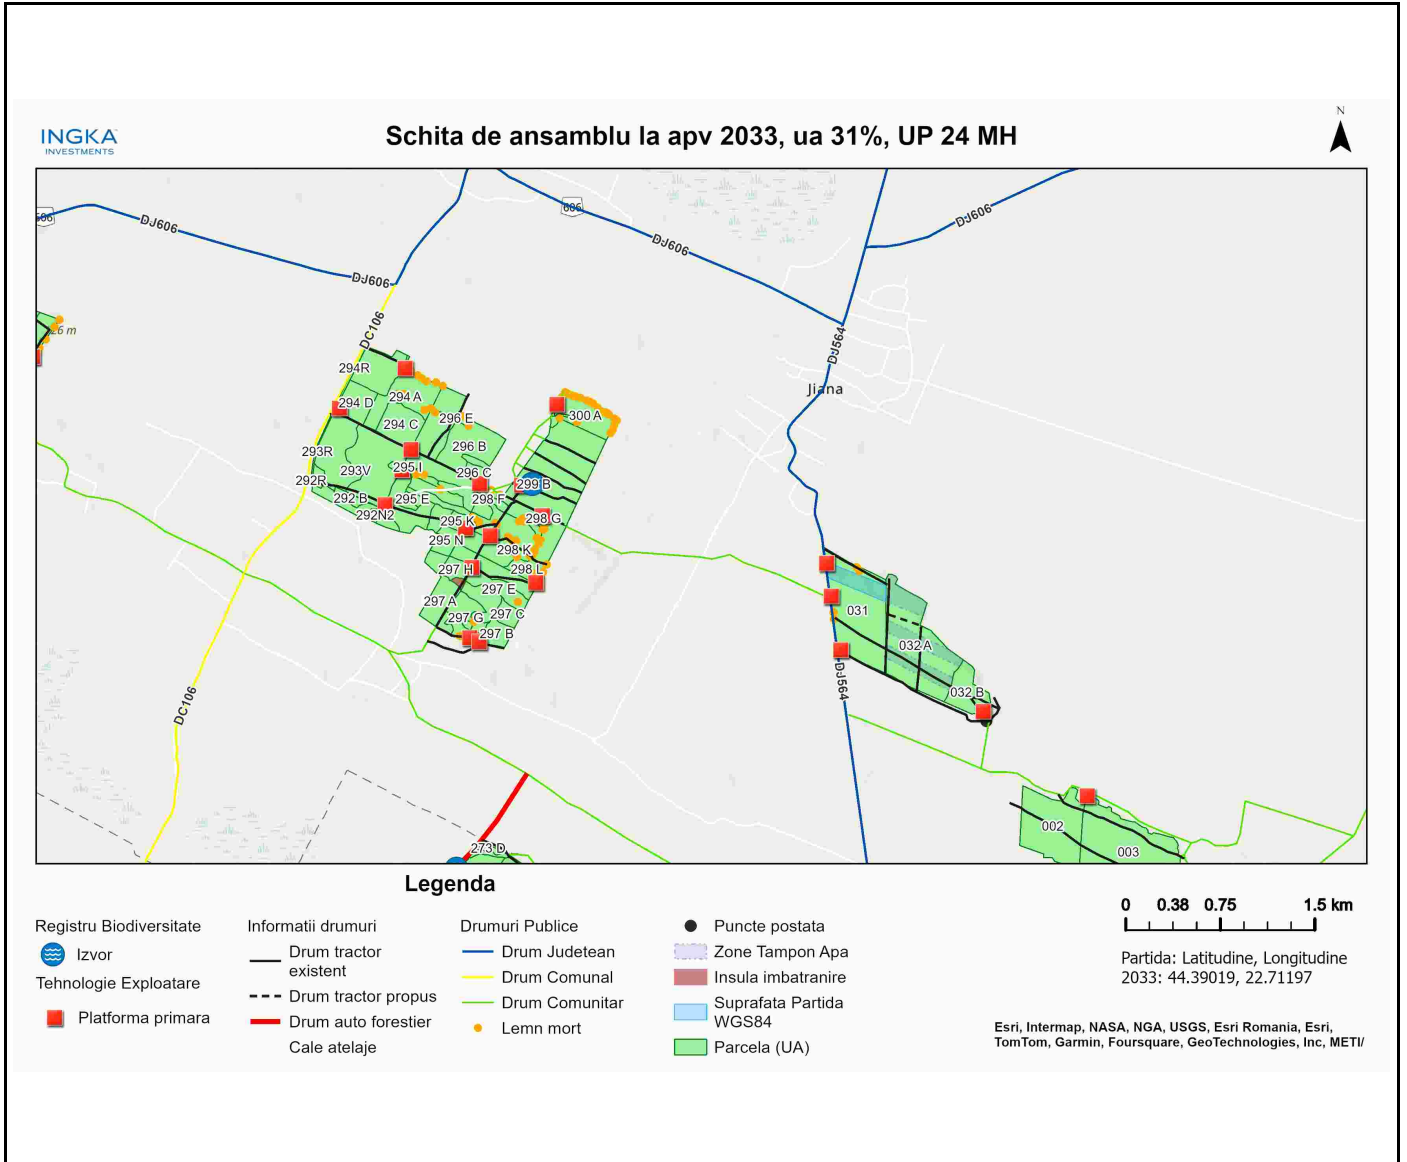 INGKA
INVESTMENTS
Schita de ansamblu la apv 2033, ua 31%, UP 24 MH
N
606
DJ606
606
DJ606
DJ606
DJ606
DC106
DJ564
Jiana
26 m
294R
294 A
294 D
294 C
296 E
300 A
293R
296 B
293V
295 I
296 C
292R
299 B
292 B
295 E
298 F
292N2
295 K
298 G
295 N
298 K
297 H
298 L
297 E
297 A
297 C
297 G
297 B
031
032 A
032 B
DJ564
DC106
002
003
273 D
Legenda
Registru Biodiversitate
Izvor
Tehnologie Exploatare
Platforma primara
Informatii drumuri
Drum tractor
existent
Drum tractor propus
Drum auto forestier
Cale atelaje
Drumuri Publice
Drum Judetean
Drum Comunal
Drum Comunitar
Lemn mort
Puncte postata
Zone Tampon Apa
Insula imbatranire
Suprafata Partida
WGS84
Parcela (UA)
0 0.38 0.75 1.5 km
Partida: Latitudine, Longitudine
2033: 44.39019, 22.71197
Esri, Intermap, NASA, NGA, USGS, Esri Romania, Esri,
TomTom, Garmin, Foursquare, GeoTechnologies, Inc, METI/